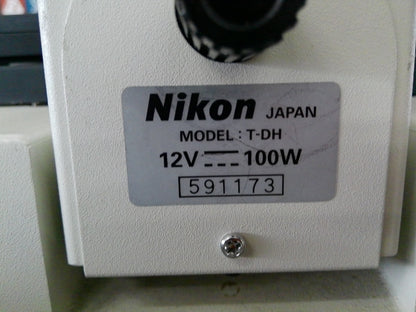 Nikon JAPAN
MODEL : T-DH
12V ⎓ 100W
591173